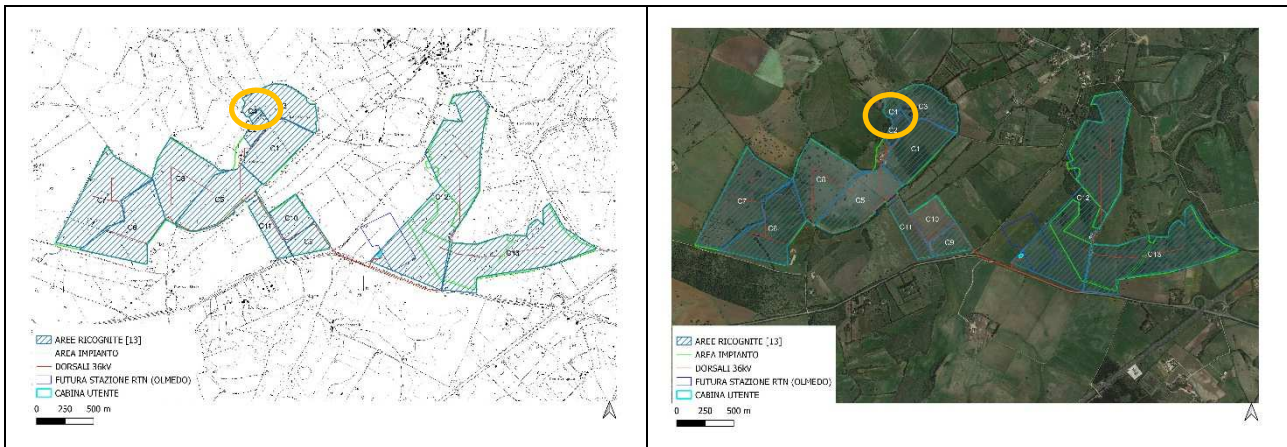 C3
C1
C8
C7
C5
C6
C10
C11
C9
C12
C13
AREE RICOGNITE [13]
AREA IMPIANTO
DORSALI 36kV
FUTURA STAZIONE RTN (OLMEDO)
CABINA UTENTE
0 250 500 m
C1
C3
C2
C1
C8
C7
C5
C6
C10
C11
C9
C12
C13
AREE RICOGNITE [13]
AREA IMPIANTO
DORSALI 36kV
FUTURA STAZIONE RTN (OLMEDO)
CABINA UTENTE
0 250 500 m